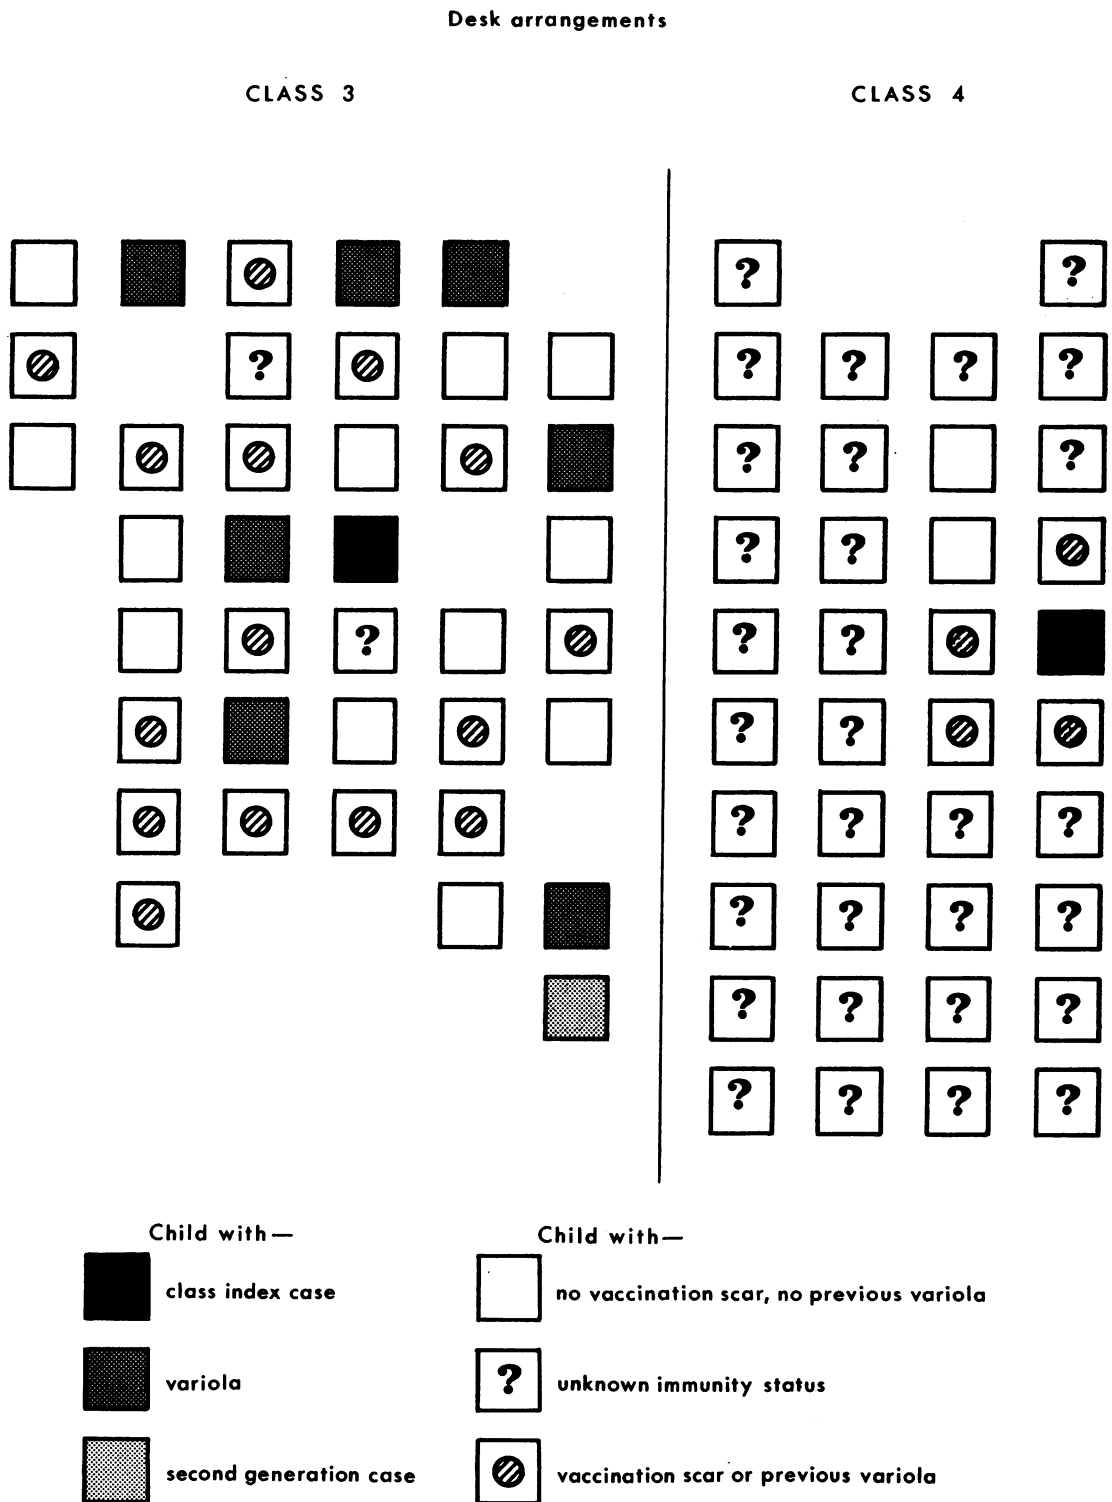 Desk arrangements
CLASS 3
CLASS 4
? ?
? ? ? ? ?
? ? ?
? ?
? ? ?
? ?
? ? ? ?
? ? ? ?
? ? ? ?
? ? ? ?
Child with—
class index case
variola
second generation case
Child with—
no vaccination scar, no previous variola
? unknown immunity status
vaccination scar or previous variola